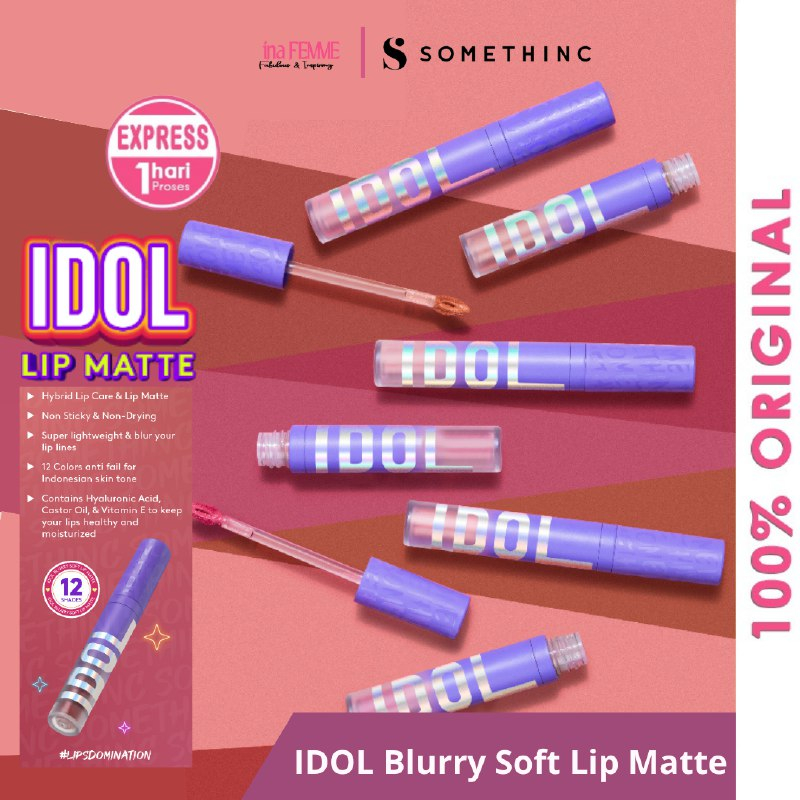 ina FEMME
Fabulous & Inspiring
SOMETHINC
EXPRESS
1 hari
Proses
IDOL
LIP MATTE
Hybrid Lip Care & Lip Matte
Non Sticky & Non-Drying
Super lightweight & blur your
lip lines
12 Colors anti fail for
Indonesian skin tone
Contains Hyaluronic Acid,
Castor Oil, & Vitamin E to keep
your lips healthy and
moisturized
12
SHADES
IDOL
#LIPSDOMINATION
IDOL
IDOL
IDOL
IDOL
IDOL
IDOL
IDOL Blurry Soft Lip Matte
100% ORIGINAL